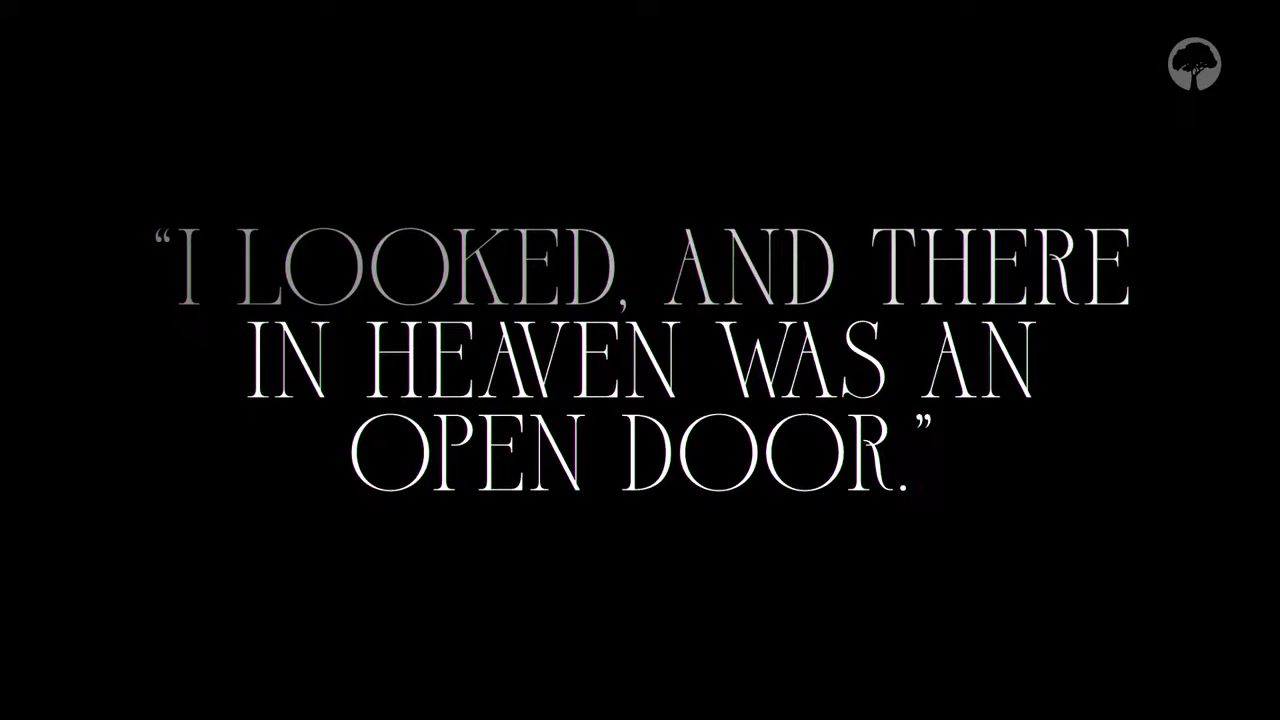 “I LOOKED, AND THERE
IN HEAVEN WAS AN
OPEN DOOR.”